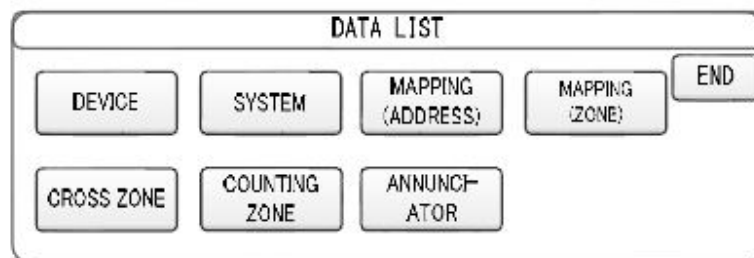 DATA LIST
DEVICE
SYSTEM
MAPPING
(ADDRESS)
MAPPING
(ZONE)
END
CROSS ZONE
COUNTING
ZONE
ANNUNCI-
ATOR